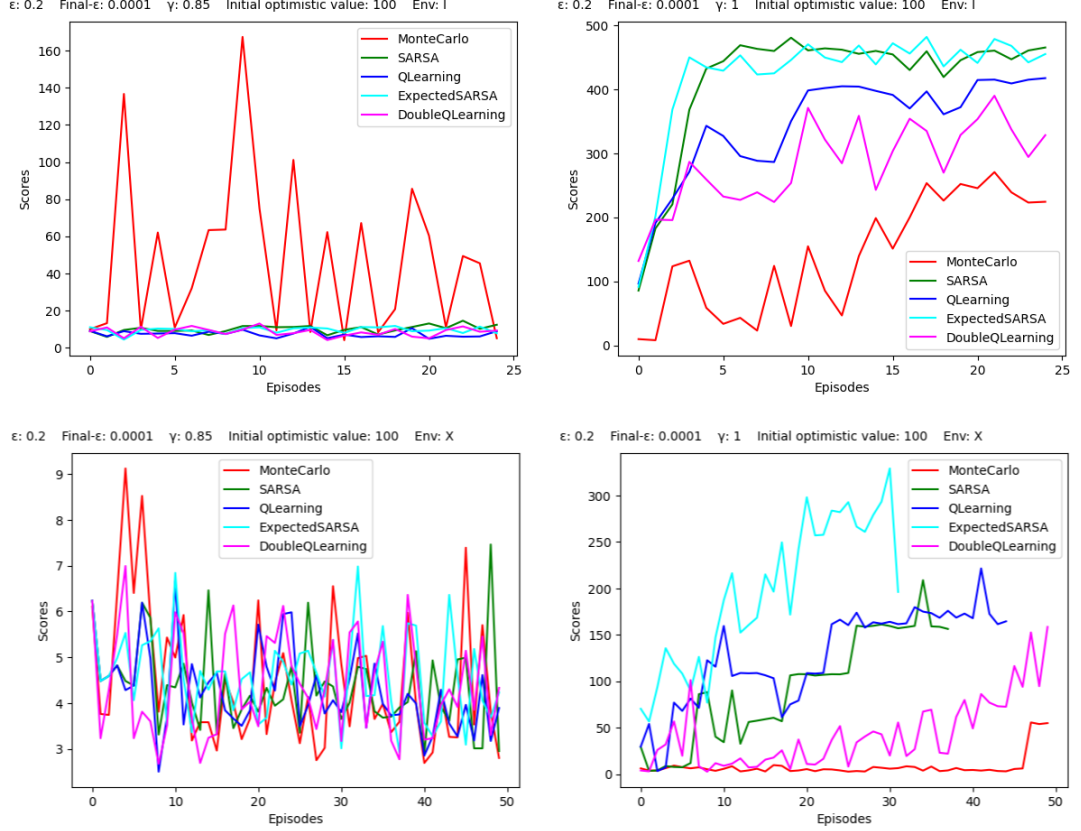 ε: 0.2 Final-ε: 0.0001 γ: 0.85 Initial optimistic value: 100 Env: I
Scores
160
140
120
100
80
60
40
20
0
MonteCarlo
SARSA
QLearning
ExpectedSARSA
DoubleQLearning
0 5 10 15 20 25
Episodes
ε: 0.2 Final-ε: 0.0001 γ: 1 Initial optimistic value: 100 Env: I
Scores
500
400
300
200
100
0
MonteCarlo
SARSA
QLearning
ExpectedSARSA
DoubleQLearning
0 5 10 15 20 25
Episodes
ε: 0.2 Final-ε: 0.0001 γ: 0.85 Initial optimistic value: 100 Env: X
Scores
9
8
7
6
5
4
3
MonteCarlo
SARSA
QLearning
ExpectedSARSA
DoubleQLearning
0 10 20 30 40 50
Episodes
ε: 0.2 Final-ε: 0.0001 γ: 1 Initial optimistic value: 100 Env: X
Scores
300
250
200
150
100
50
0
MonteCarlo
SARSA
QLearning
ExpectedSARSA
DoubleQLearning
0 10 20 30 40 50
Episodes